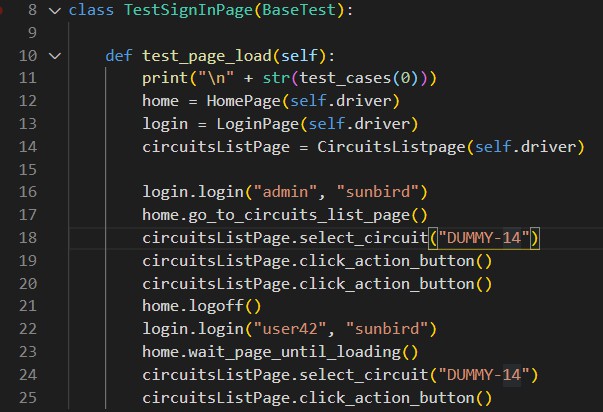 8 class TestSignInPage(BaseTest):
9
10 def test_page_load(self):
11 print("\n" + str(test_cases(0)))
12 home = HomePage(self.driver)
13 login = LoginPage(self.driver)
14 circuitsListPage = CircuitsListpage(self.driver)
15
16 login.login("admin", "sunbird")
17 home.go_to_circuits_list_page()
18 circuitsListPage.select_circuit("DUMMY-14")
19 circuitsListPage.click_action_button()
20 circuitsListPage.click_action_button()
21 home.logoff()
22 login.login("user42", "sunbird")
23 home.wait_page_until_loading()
24 circuitsListPage.select_circuit("DUMMY-14")
25 circuitsListPage.click_action_button()